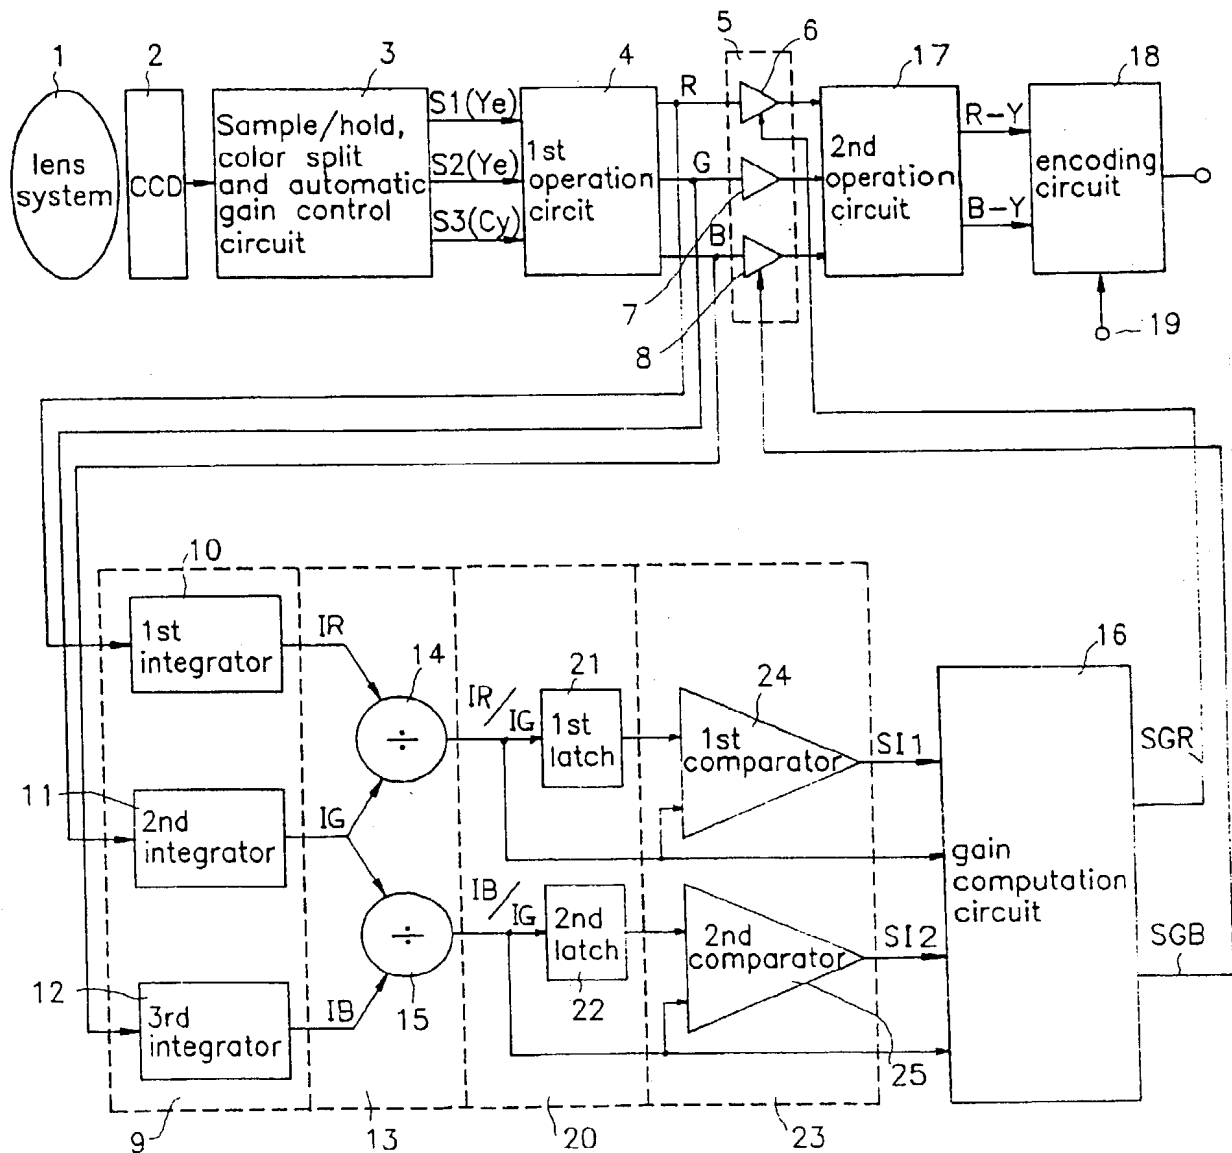 1
2
3
4
5
6
17
18
lens
system
CCD
Sample/hold,
color split
and automatic
gain control
circuit
S1(Ye)
S2(Ye)
S3(Cy)
1st
operation
circit
R
G
B
7
8
2nd
operation
circuit
R-Y
B-Y
encoding
circuit
19
10
1st
integrator
IR
14
IR/IG
21
1st
latch
24
1st
comparator
SI1
16
SGR
11
2nd
integrator
IG
IB/IG
2nd
latch
22
2nd
comparator
SI2
gain
computation
circuit
SGB
12
3rd
integrator
IB
15
25
9
13
20
23
÷
÷